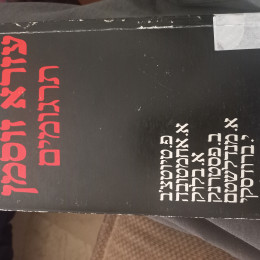 עזרא זוסמן
תרגומים
פ. טיוטצ'ב
א. אחמטובה
א. בלוק
ב. פסטרנק
א. מנדלשטם
י. ברודסקי